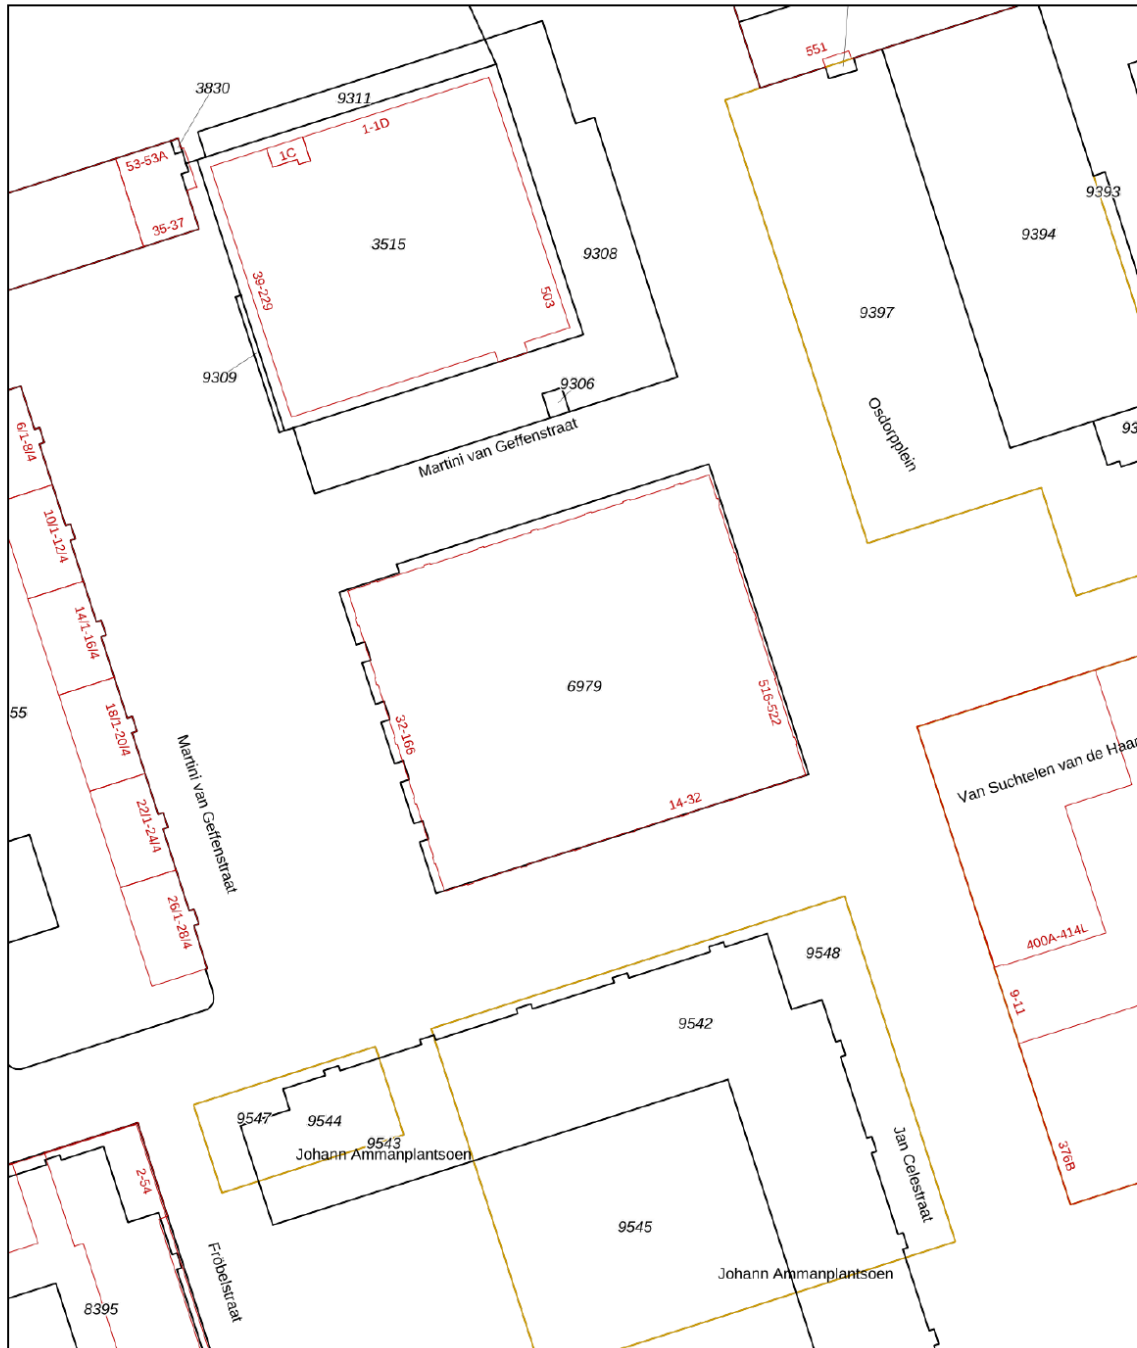 551
3830
9311
1-1D
53-53A
1C
9393
35-37
3515
9308
9394
39-229
503
9397
9309
9306
Osdorpplein
6/1-8/4
Martini van Geffenstraat
10/1-12/4
14/1-16/4
6979
516-522
55
18/1-20/4
32-166
Van Suchtelen van de Haar
Martini van Geffenstraat
14-32
22/1-24/4
26/1-28/4
400A-414L
9548
9-11
9542
9547
9544
9543
Johann Ammanplantsoen
376B
2-54
Jan Celestraat
9545
Fröbelstraat
Johann Ammanplantsoen
8395